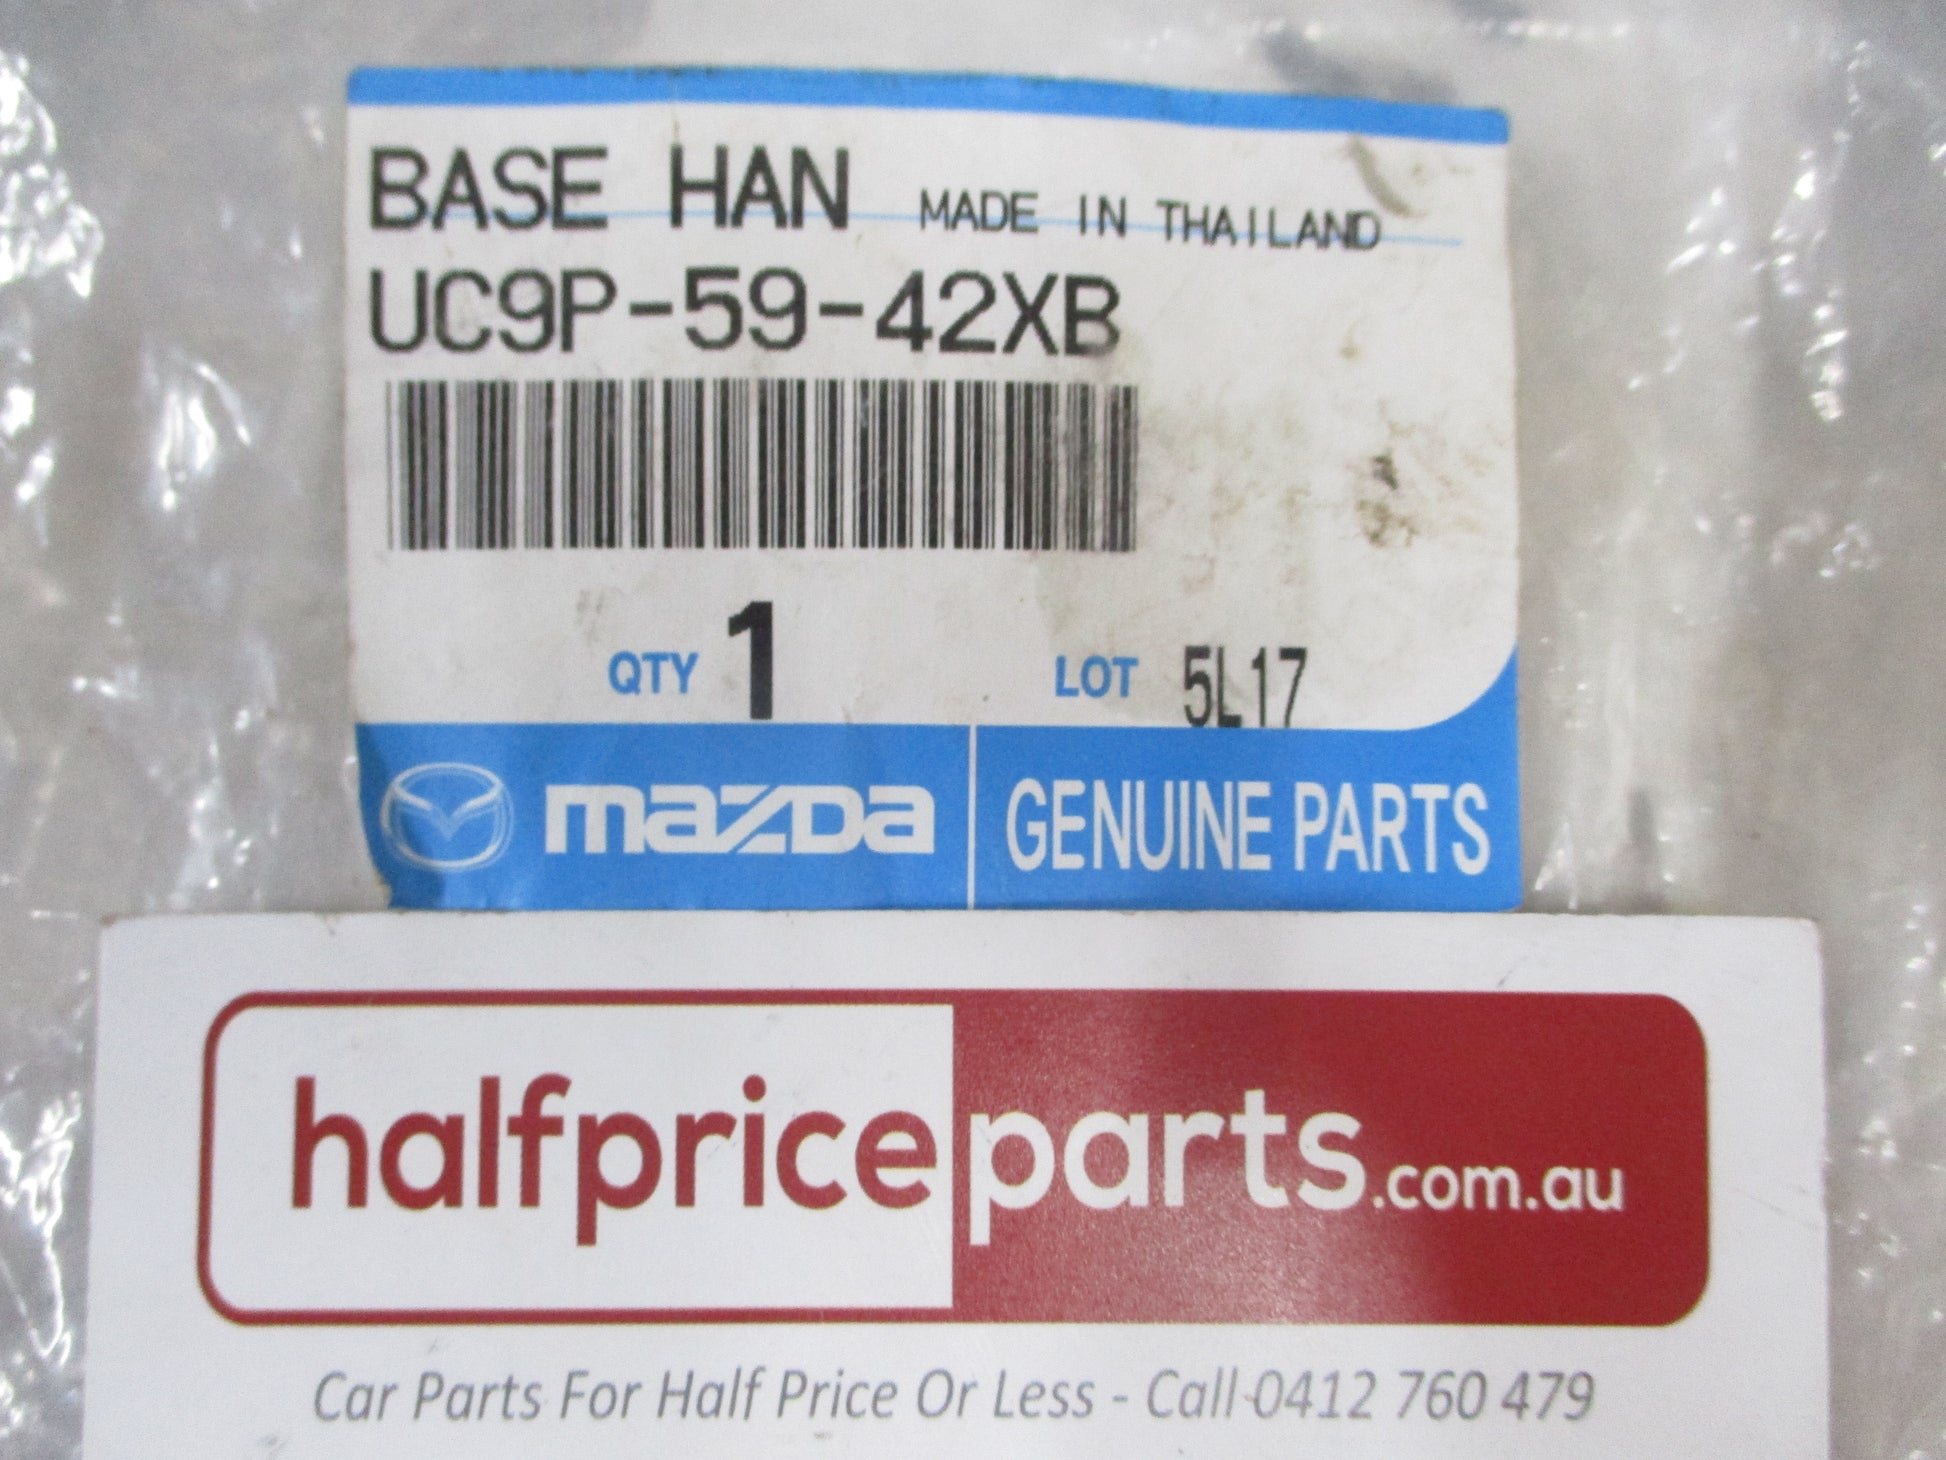 BASE HAN MADE IN THAILAND
UC9P-59-42XB
QTY 1 LOT 5L17
mazda GENUINE PARTS
halfpriceparts.com.au
Car Parts For Half Price Or Less - Call 0412 760 479